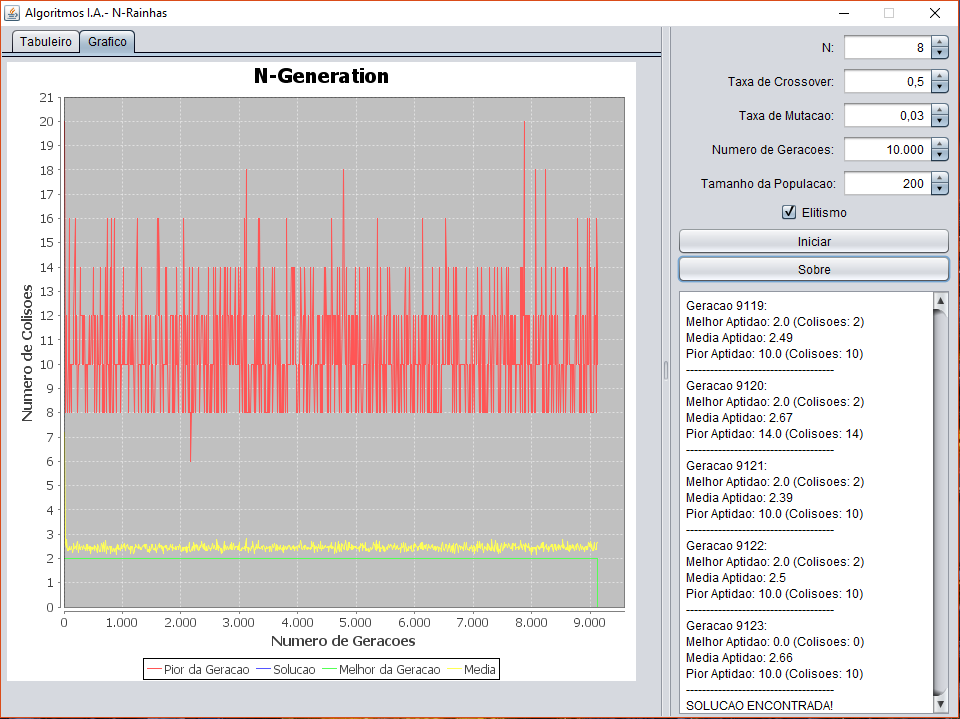 Algoritmos I.A.- N-Rainhas
Tabuleiro
Grafico
N-Generation
Numero de Colisoes
21
20
19
18
17
16
15
14
13
12
11
10
9
8
7
6
5
4
3
2
1
0
0
1.000
2.000
3.000
4.000
5.000
6.000
7.000
8.000
9.000
Numero de Geracoes
Pior da Geracao
Solucao
Melhor da Geracao
Media
N: 8
Taxa de Crossover: 0,5
Taxa de Mutacao: 0,03
Numero de Geracoes: 10.000
Tamanho da Populacao: 200
Elitismo
Iniciar
Sobre
Geracao 9119:
Melhor Aptidao: 2.0 (Colisoes: 2)
Media Aptidao: 2.49
Pior Aptidao: 10.0 (Colisoes: 10)
-------------------------------------
Geracao 9120:
Melhor Aptidao: 2.0 (Colisoes: 2)
Media Aptidao: 2.67
Pior Aptidao: 14.0 (Colisoes: 14)
-------------------------------------
Geracao 9121:
Melhor Aptidao: 2.0 (Colisoes: 2)
Media Aptidao: 2.39
Pior Aptidao: 10.0 (Colisoes: 10)
-------------------------------------
Geracao 9122:
Melhor Aptidao: 2.0 (Colisoes: 2)
Media Aptidao: 2.5
Pior Aptidao: 10.0 (Colisoes: 10)
-------------------------------------
Geracao 9123:
Melhor Aptidao: 0.0 (Colisoes: 0)
Media Aptidao: 2.66
Pior Aptidao: 10.0 (Colisoes: 10)
-------------------------------------
SOLUCAO ENCONTRADA!